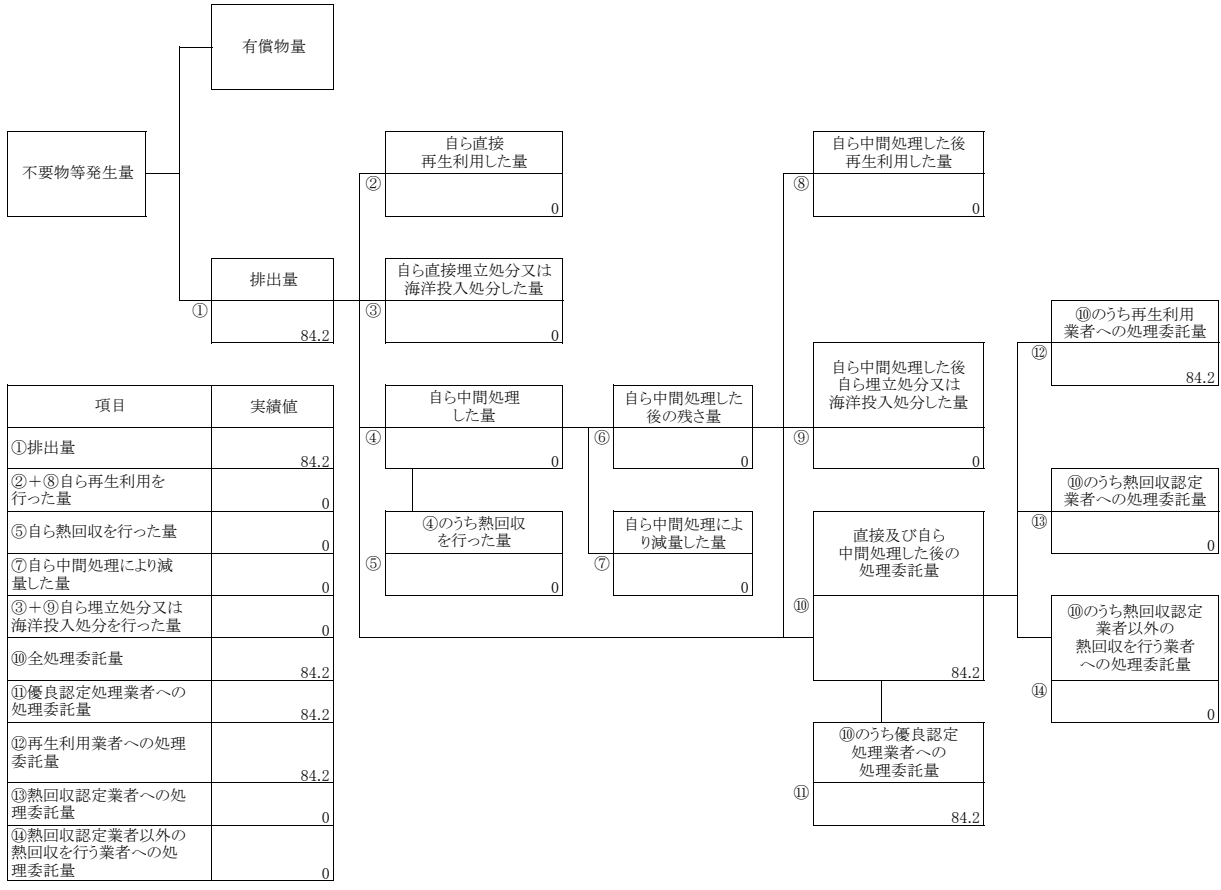 有償物量
不要物等発生量
自ら直接
再生利用した量
②
0
自ら中間処理した後
再生利用した量
⑧
0
排出量
①
84.2
自ら直接埋立処分又は
海洋投入処分した量
③
0
⑩のうち再生利用
業者への処理委託量
⑫
84.2
自ら中間処理
した量
④
0
自ら中間処理した
後の残さ量
⑥
0
自ら中間処理した後
自ら埋立処分又は
海洋投入処分した量
⑨
0
⑩のうち熱回収認定
業者への処理委託量
⑬
0
④のうち熱回収
を行った量
⑤
0
自ら中間処理によ
り減量した量
⑦
0
直接及び自ら
中間処理した後の
処理委託量
⑩
84.2
⑩のうち熱回収認定
業者以外の
熱回収を行う業者
への処理委託量
⑭
0
⑩のうち優良認定
処理業者への
処理委託量
⑪
84.2
項目 実績値
①排出量 84.2
②＋⑧自ら再生利用を
行った量 0
⑤自ら熱回収を行った量 0
⑦自ら中間処理により減
量した量 0
③＋⑨自ら埋立処分又は
海洋投入処分を行った量 0
⑩全処理委託量 84.2
⑪優良認定処理業者への
処理委託量 84.2
⑫再生利用業者への処理
委託量 84.2
⑬熱回収認定業者への処
理委託量 0
⑭熱回収認定業者以外の
熱回収を行う業者への処
理委託量 0